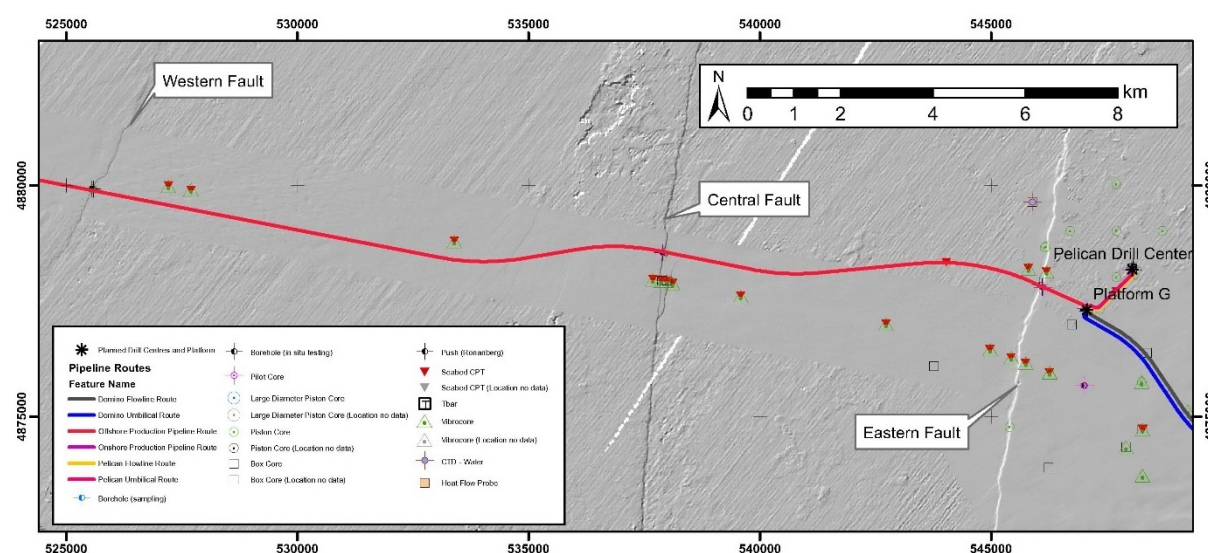 525000 530000 535000 540000 545000
Western Fault
N
km
0 1 2 4 6 8
4880000
4880000
Central Fault
Pelican Drill Center
Platform G
Planned Drill Centres and Platform
Pipeline Routes
Feature Name
Domino Flowline Route
Domino Umbilical Route
Offshore Production Pipeline Route
Onshore Production Pipeline Route
Pelican Flowline Route
Pelican Umbilical Route
Borehole (sampling)
Borehole (in situ testing)
Pilot Core
Large Diameter Piston Core
Large Diameter Piston Core (Location no data)
Piston Core
Piston Core (Location no data)
Box Core
Box Core (Location no data)
Seabed CPT
Seabed CPT (Location no data)
Tbar
Vibrocore
Vibrocore (Location no data)
CTD - Water
Heat Flow Probe
4875000
4875000
Eastern Fault
525000 530000 535000 540000 545000